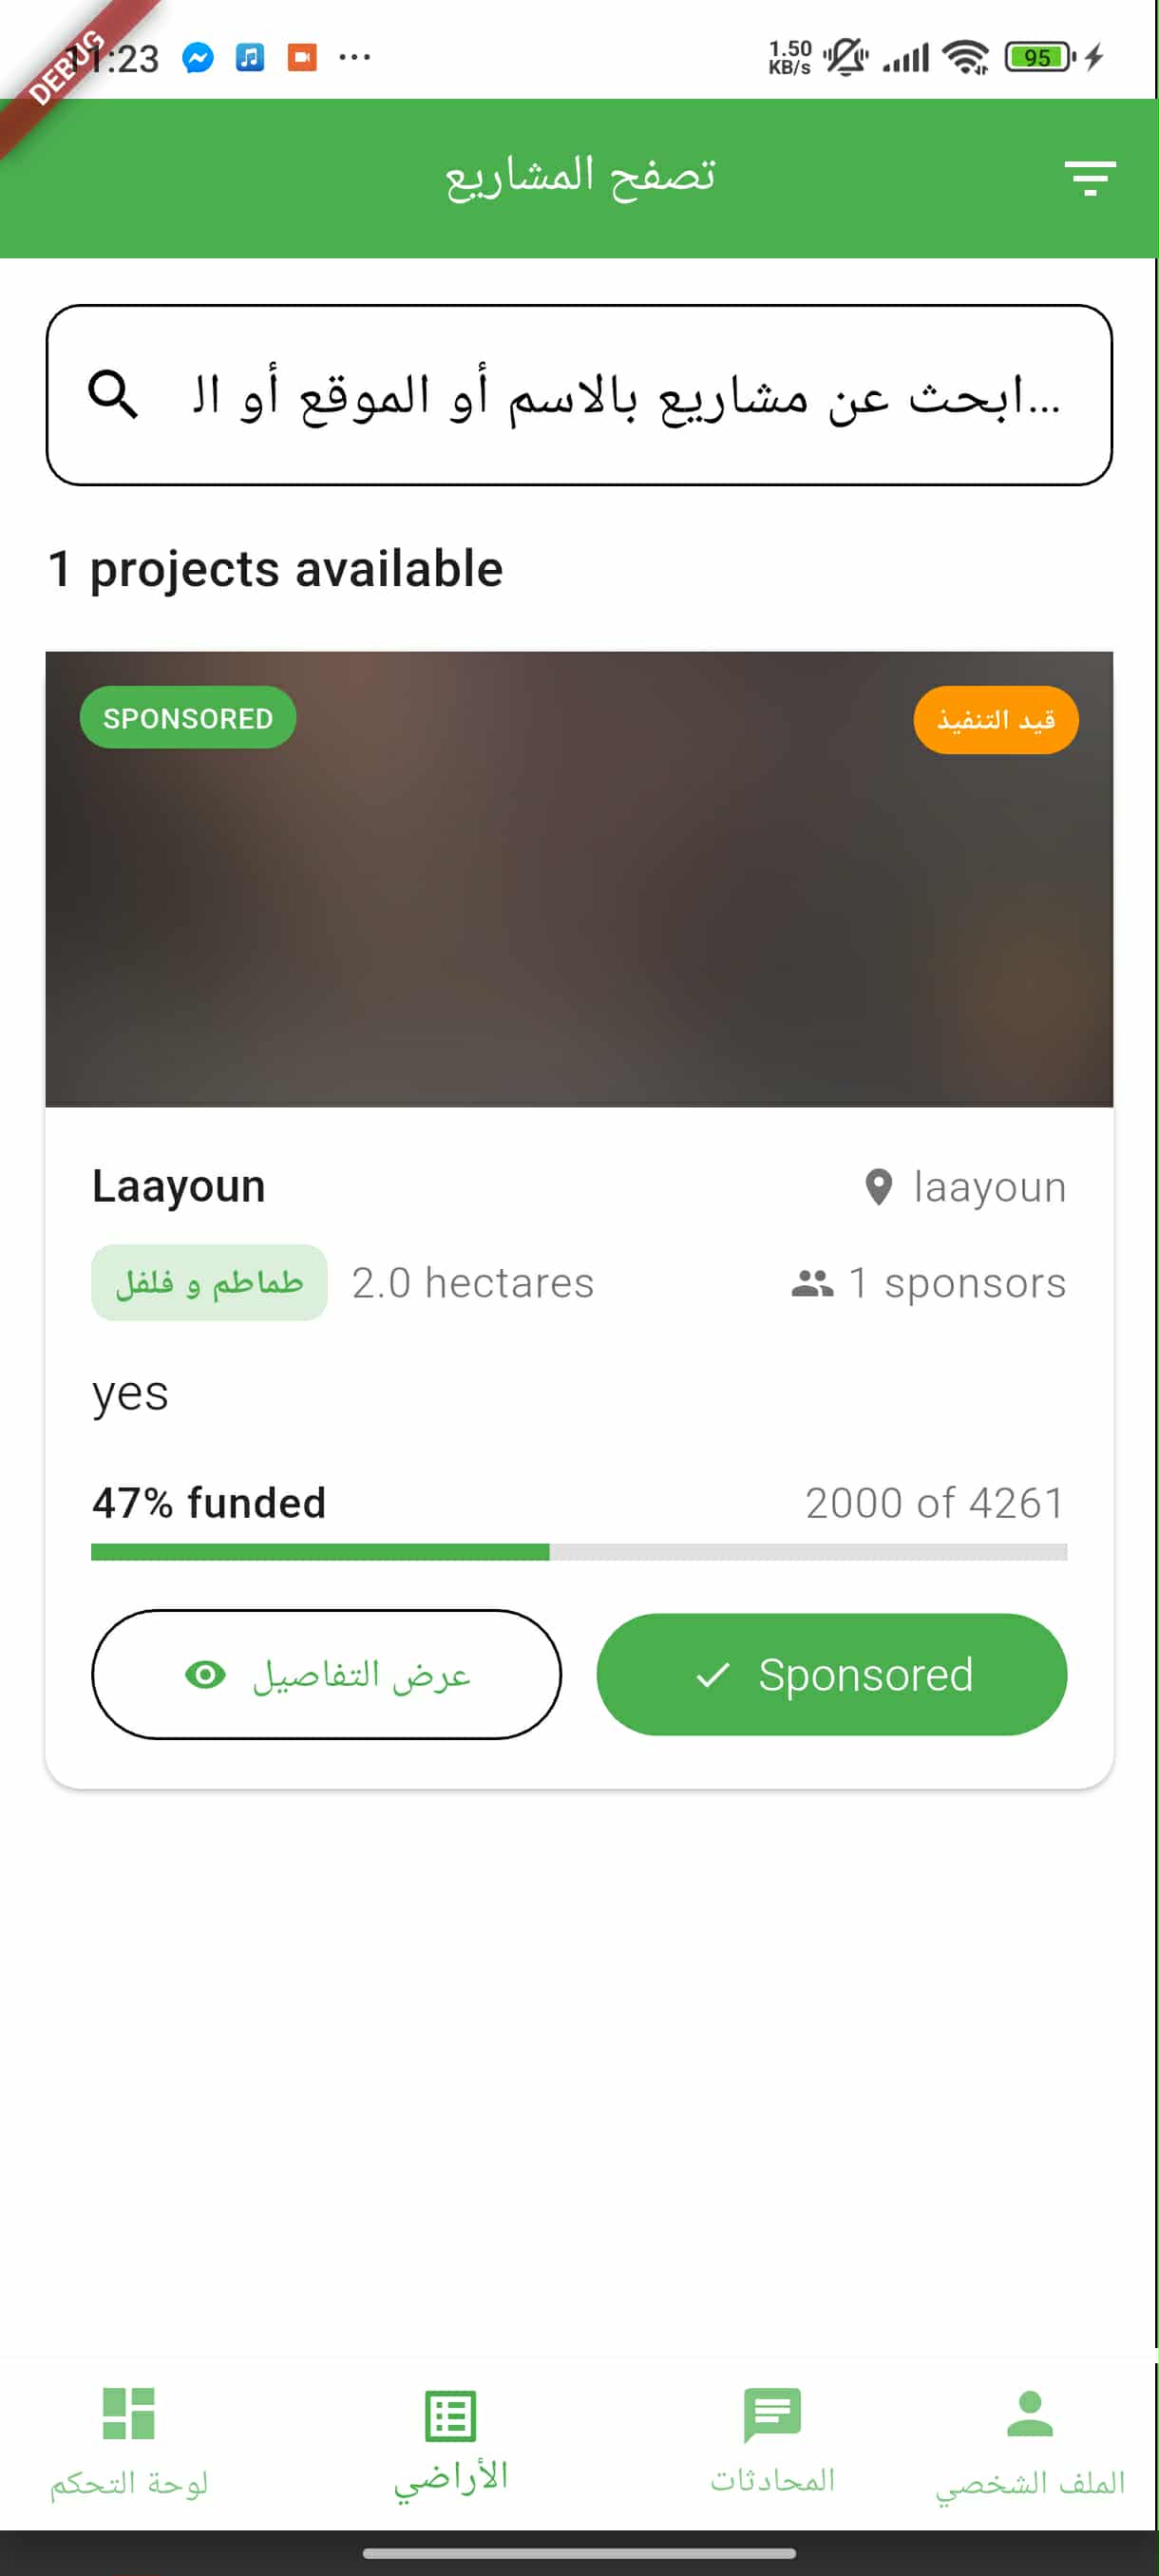 11:23
1.50
KB/s
95
DEBUG
تصفح المشاريع
ابحث عن مشاريع بالاسم أو الموقع أو ال...
1 projects available
SPONSORED
قيد التنفيذ
Laayoun
laayoun
طماطم و فلفل
2.0 hectares
1 sponsors
yes
47% funded
2000 of 4261
عرض التفاصيل
Sponsored
لوحة التحكم
الأراضي
المحادثات
الملف الشخصي